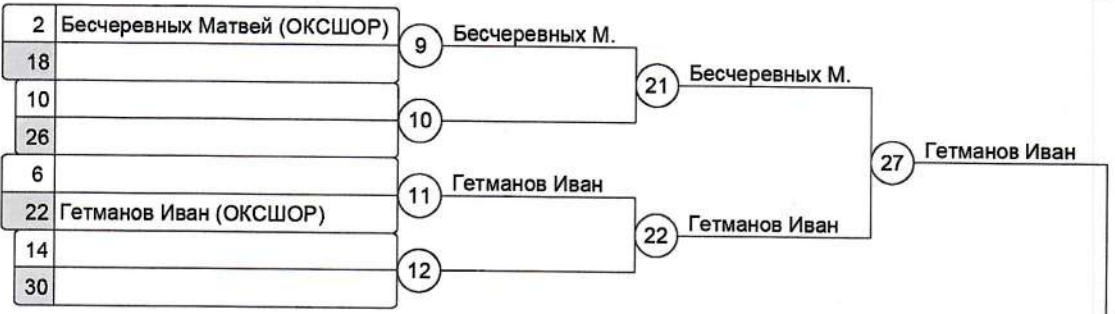 2 Бесчеревных Матвей (ОКСШОР)
18
9 Бесчеревных М.
10
26
10
21 Бесчеревных М.
6
22 Гетманов Иван (ОКСШОР)
11 Гетманов Иван
14
30
12
22 Гетманов Иван
27 Гетманов Иван